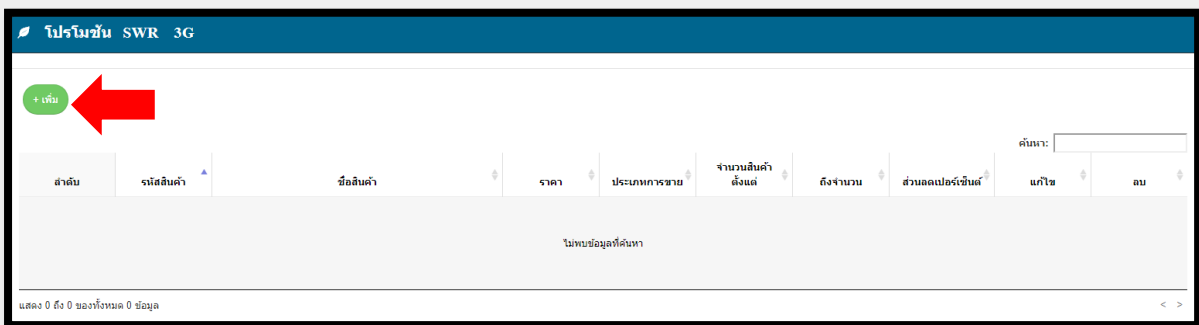 โปรโมชัน SWR 3G
+ เพิ่ม
ค้นหา:
ลำดับ รหัสสินค้า ชื่อสินค้า ราคา ประเภทการขาย จำนวนสินค้า ตั้งแต่ ถึงจำนวน ส่วนลดเปอร์เซ็นต์ แก้ไข ลบ
ไม่พบข้อมูลที่ค้นหา
แสดง 0 ถึง 0 ของทั้งหมด 0 ข้อมูล < >